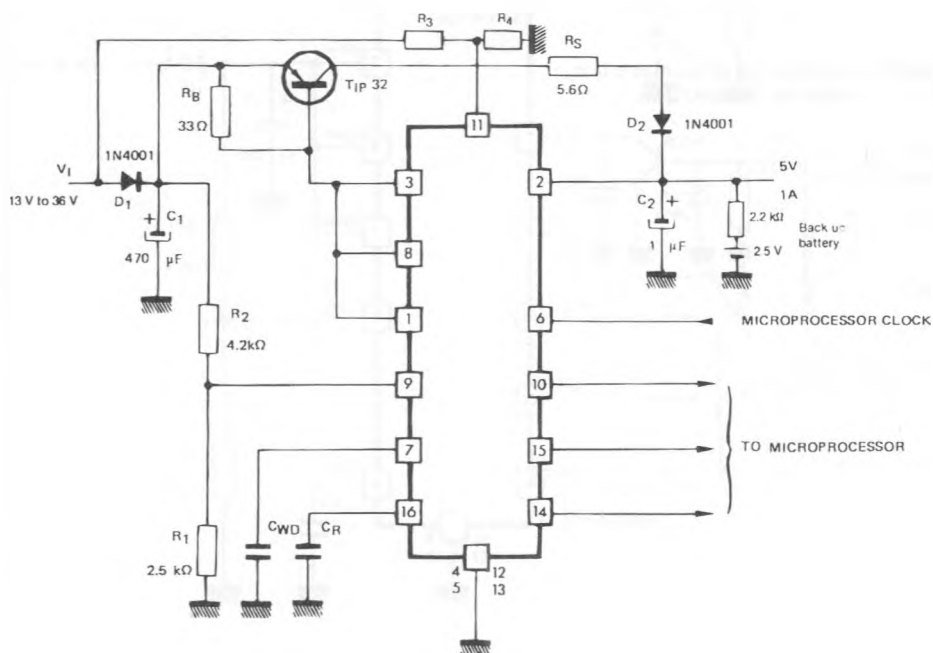 R3
R4
RS
5.6Ω
TIP 32
RB
33Ω
D2
1N4001
11
VI
1N4001
13 V to 36 V
D1
3
2
5V
1A
C1
+
470 µF
C2
+
1 µF
2.2 kΩ
2.5 V
Back up
battery
8
R2
4.2kΩ
1
6
MICROPROCESSOR CLOCK
9
10
7
15
TO MICROPROCESSOR
16
14
CWD
CR
R1
2.5 kΩ
4
12
5
13